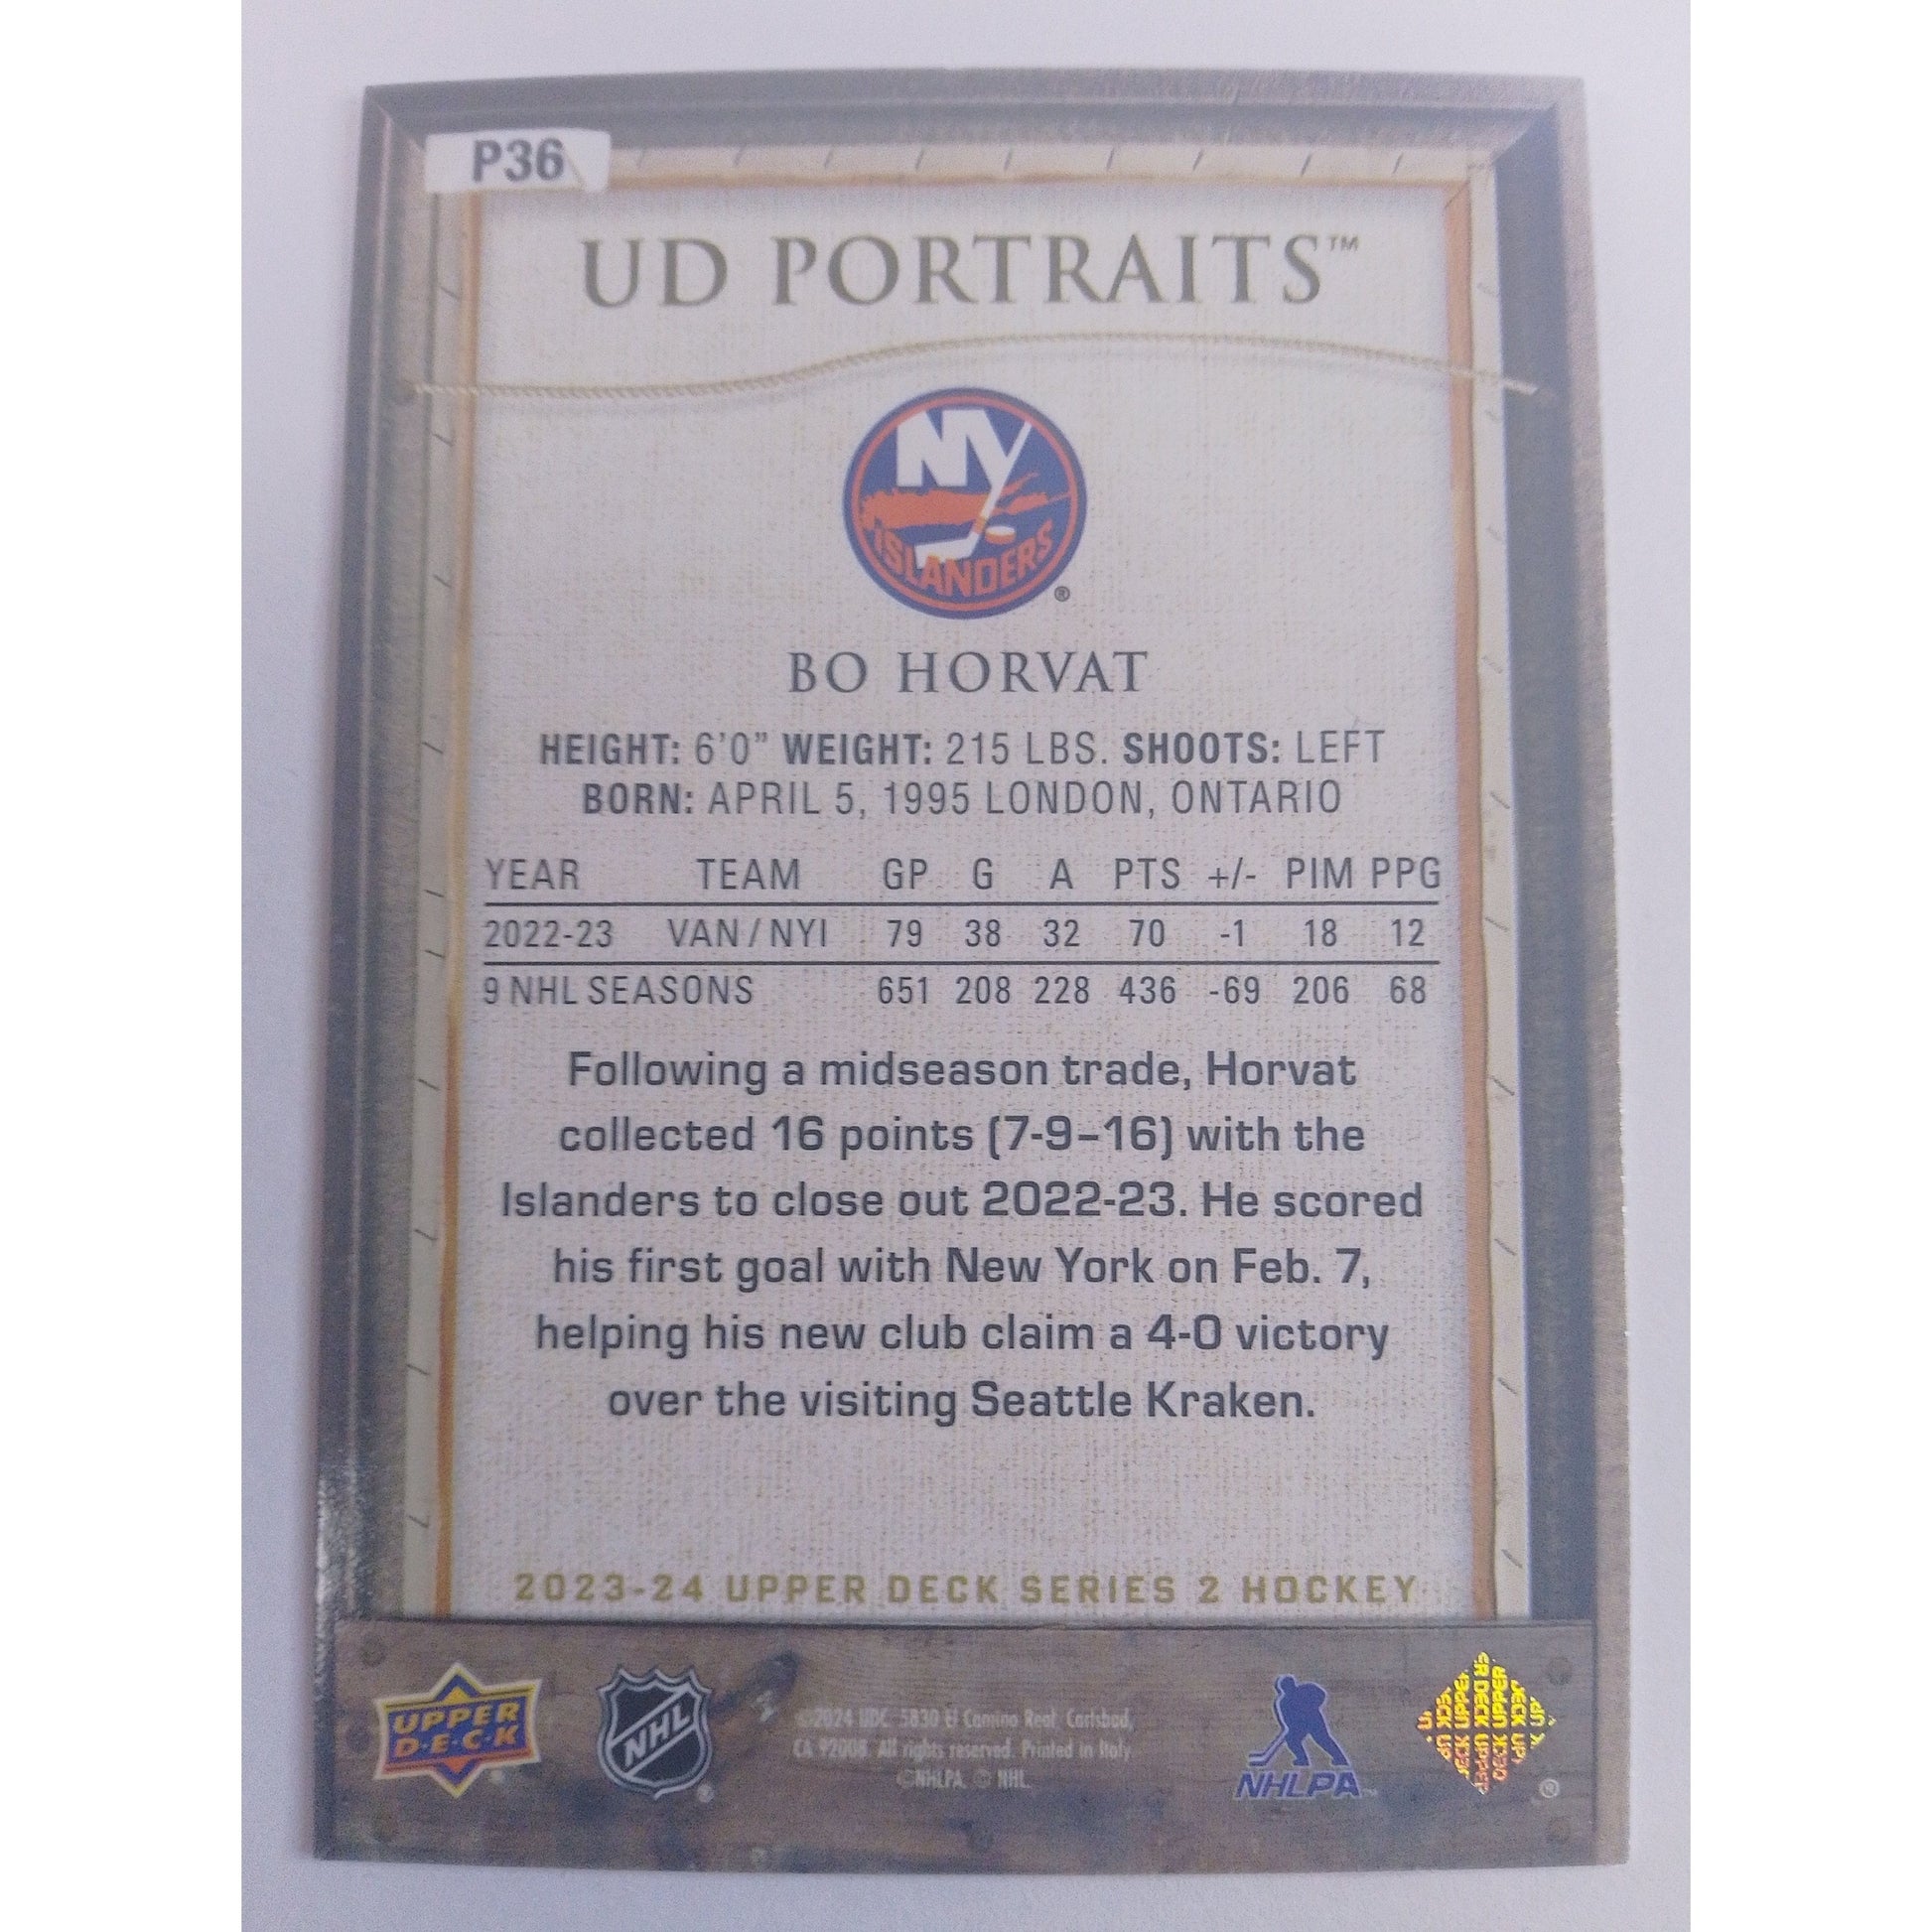 P36
UD PORTRAITS™
NY
ISLANDERS
®
BO HORVAT
HEIGHT: 6'0” WEIGHT: 215 LBS. SHOOTS: LEFT
BORN: APRIL 5, 1995 LONDON, ONTARIO
YEAR TEAM GP G A PTS +/- PIM PPG
2022-23 VAN / NYI 79 38 32 70 -1 18 12
9 NHL SEASONS 651 208 228 436 -69 206 68
Following a midseason trade, Horvat
collected 16 points (7-9–16) with the
Islanders to close out 2022-23. He scored
his first goal with New York on Feb. 7,
helping his new club claim a 4-0 victory
over the visiting Seattle Kraken.
2023-24 UPPER DECK SERIES 2 HOCKEY
UPPER
D·E·C·K
NHL
®
©2024 UDC. 5830 El Camino Real, Carlsbad,
CA 92008. All rights reserved. Printed in Italy
©NHLPA. © NHL.
NHLPA™
UPPER DECK
®